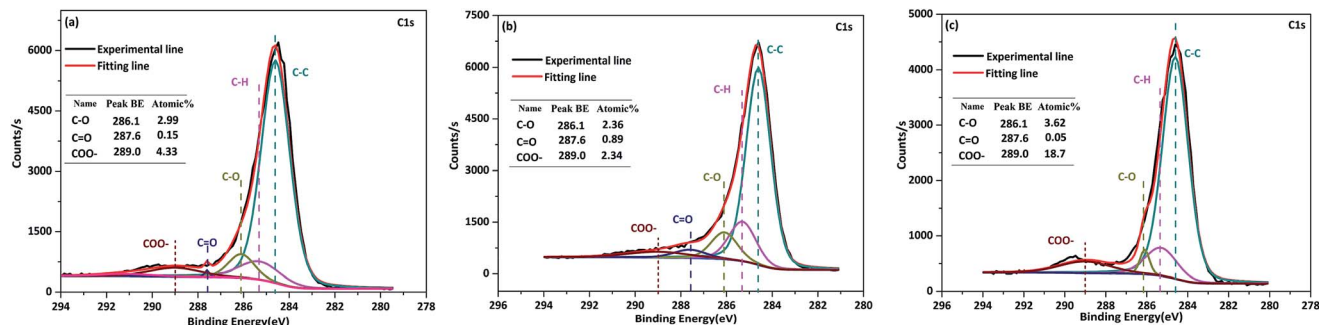 (a)
C1s
Experimental line
Fitting line
C-C
C-H
Name Peak BE Atomic%
C-O 286.1 2.99
C=O 287.6 0.15
COO- 289.0 4.33
C-O
C=O
COO-
6000
4500
3000
1500
0
Counts/s
294 292 290 288 286 284 282 280 278
Binding Energy(eV)
(b)
C1s
Experimental line
Fitting line
C-C
C-H
Name Peak BE Atomic%
C-O 286.1 2.36
C=O 287.6 0.89
COO- 289.0 2.34
C-O
C=O
COO-
7500
6000
4500
3000
1500
0
Counts/s
296 294 292 290 288 286 284 282 280
Binding Energy(eV)
(c)
C1s
Experimental line
Fitting line
C-C
C-H
Name Peak BE Atomic%
C-O 286.1 3.62
C=O 287.6 0.05
COO- 289.0 18.7
C-O
COO-
5000
4000
3000
2000
1000
0
Counts/s
296 294 292 290 288 286 284 282 280 278
Binding Energy(eV)